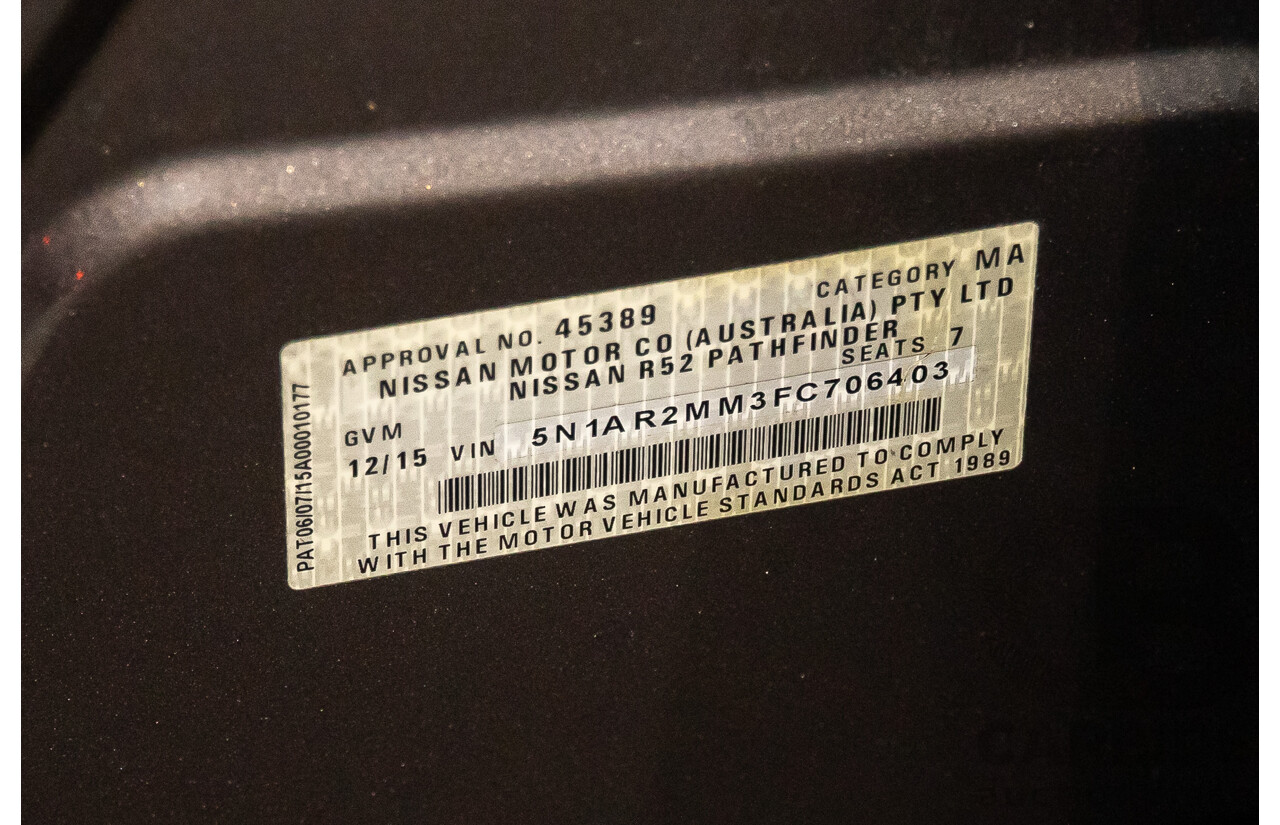 APPROVAL NO. 45389 CATEGORY MA
NISSAN MOTOR CO (AUSTRALIA) PTY LTD
NISSAN R52 PATHFINDER
GVM SEATS 7
12/15 VIN 5N1AR2MM3FC706403
THIS VEHICLE WAS MANUFACTURED TO COMPLY
WITH THE MOTOR VEHICLE STANDARDS ACT 1989
PAT06/07/15A00010177